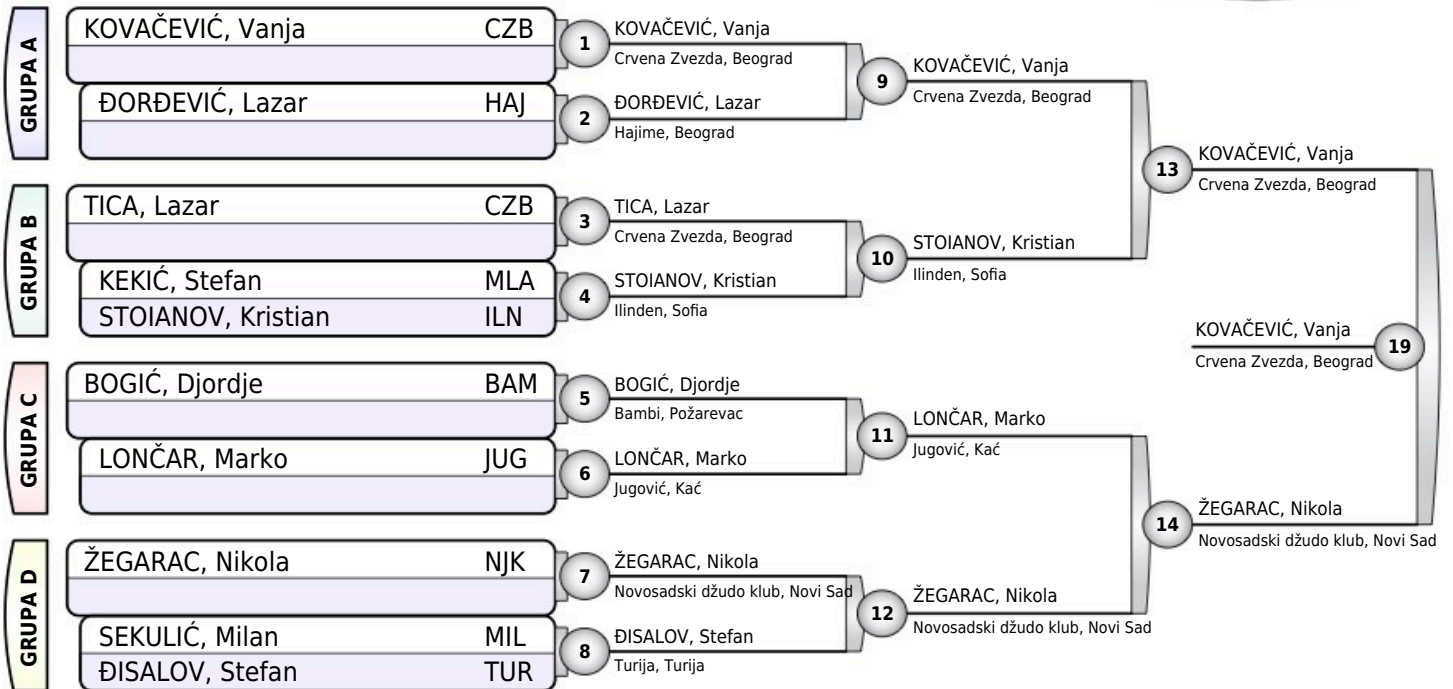 GRUPA A
KOVAČEVIĆ, Vanja CZB
ĐORĐEVIĆ, Lazar HAJ
1
KOVAČEVIĆ, Vanja
Crvena Zvezda, Beograd
2
ĐORĐEVIĆ, Lazar
Hajime, Beograd
9
KOVAČEVIĆ, Vanja
Crvena Zvezda, Beograd
GRUPA B
TICA, Lazar CZB
KEKIĆ, Stefan MLA
STOIANOV, Kristian ILN
3
TICA, Lazar
Crvena Zvezda, Beograd
4
STOIANOV, Kristian
Ilinden, Sofia
10
STOIANOV, Kristian
Ilinden, Sofia
13
KOVAČEVIĆ, Vanja
Crvena Zvezda, Beograd
GRUPA C
BOGIĆ, Djordje BAM
LONČAR, Marko JUG
5
BOGIĆ, Djordje
Bambi, Požarevac
6
LONČAR, Marko
Jugović, Kać
11
LONČAR, Marko
Jugović, Kać
GRUPA D
ŽEGARAC, Nikola NJK
SEKULIĆ, Milan MIL
ĐISALOV, Stefan TUR
7
ŽEGARAC, Nikola
Novosadski džudo klub, Novi Sad
8
ĐISALOV, Stefan
Turija, Turija
12
ŽEGARAC, Nikola
Novosadski džudo klub, Novi Sad
14
ŽEGARAC, Nikola
Novosadski džudo klub, Novi Sad
KOVAČEVIĆ, Vanja
Crvena Zvezda, Beograd
19